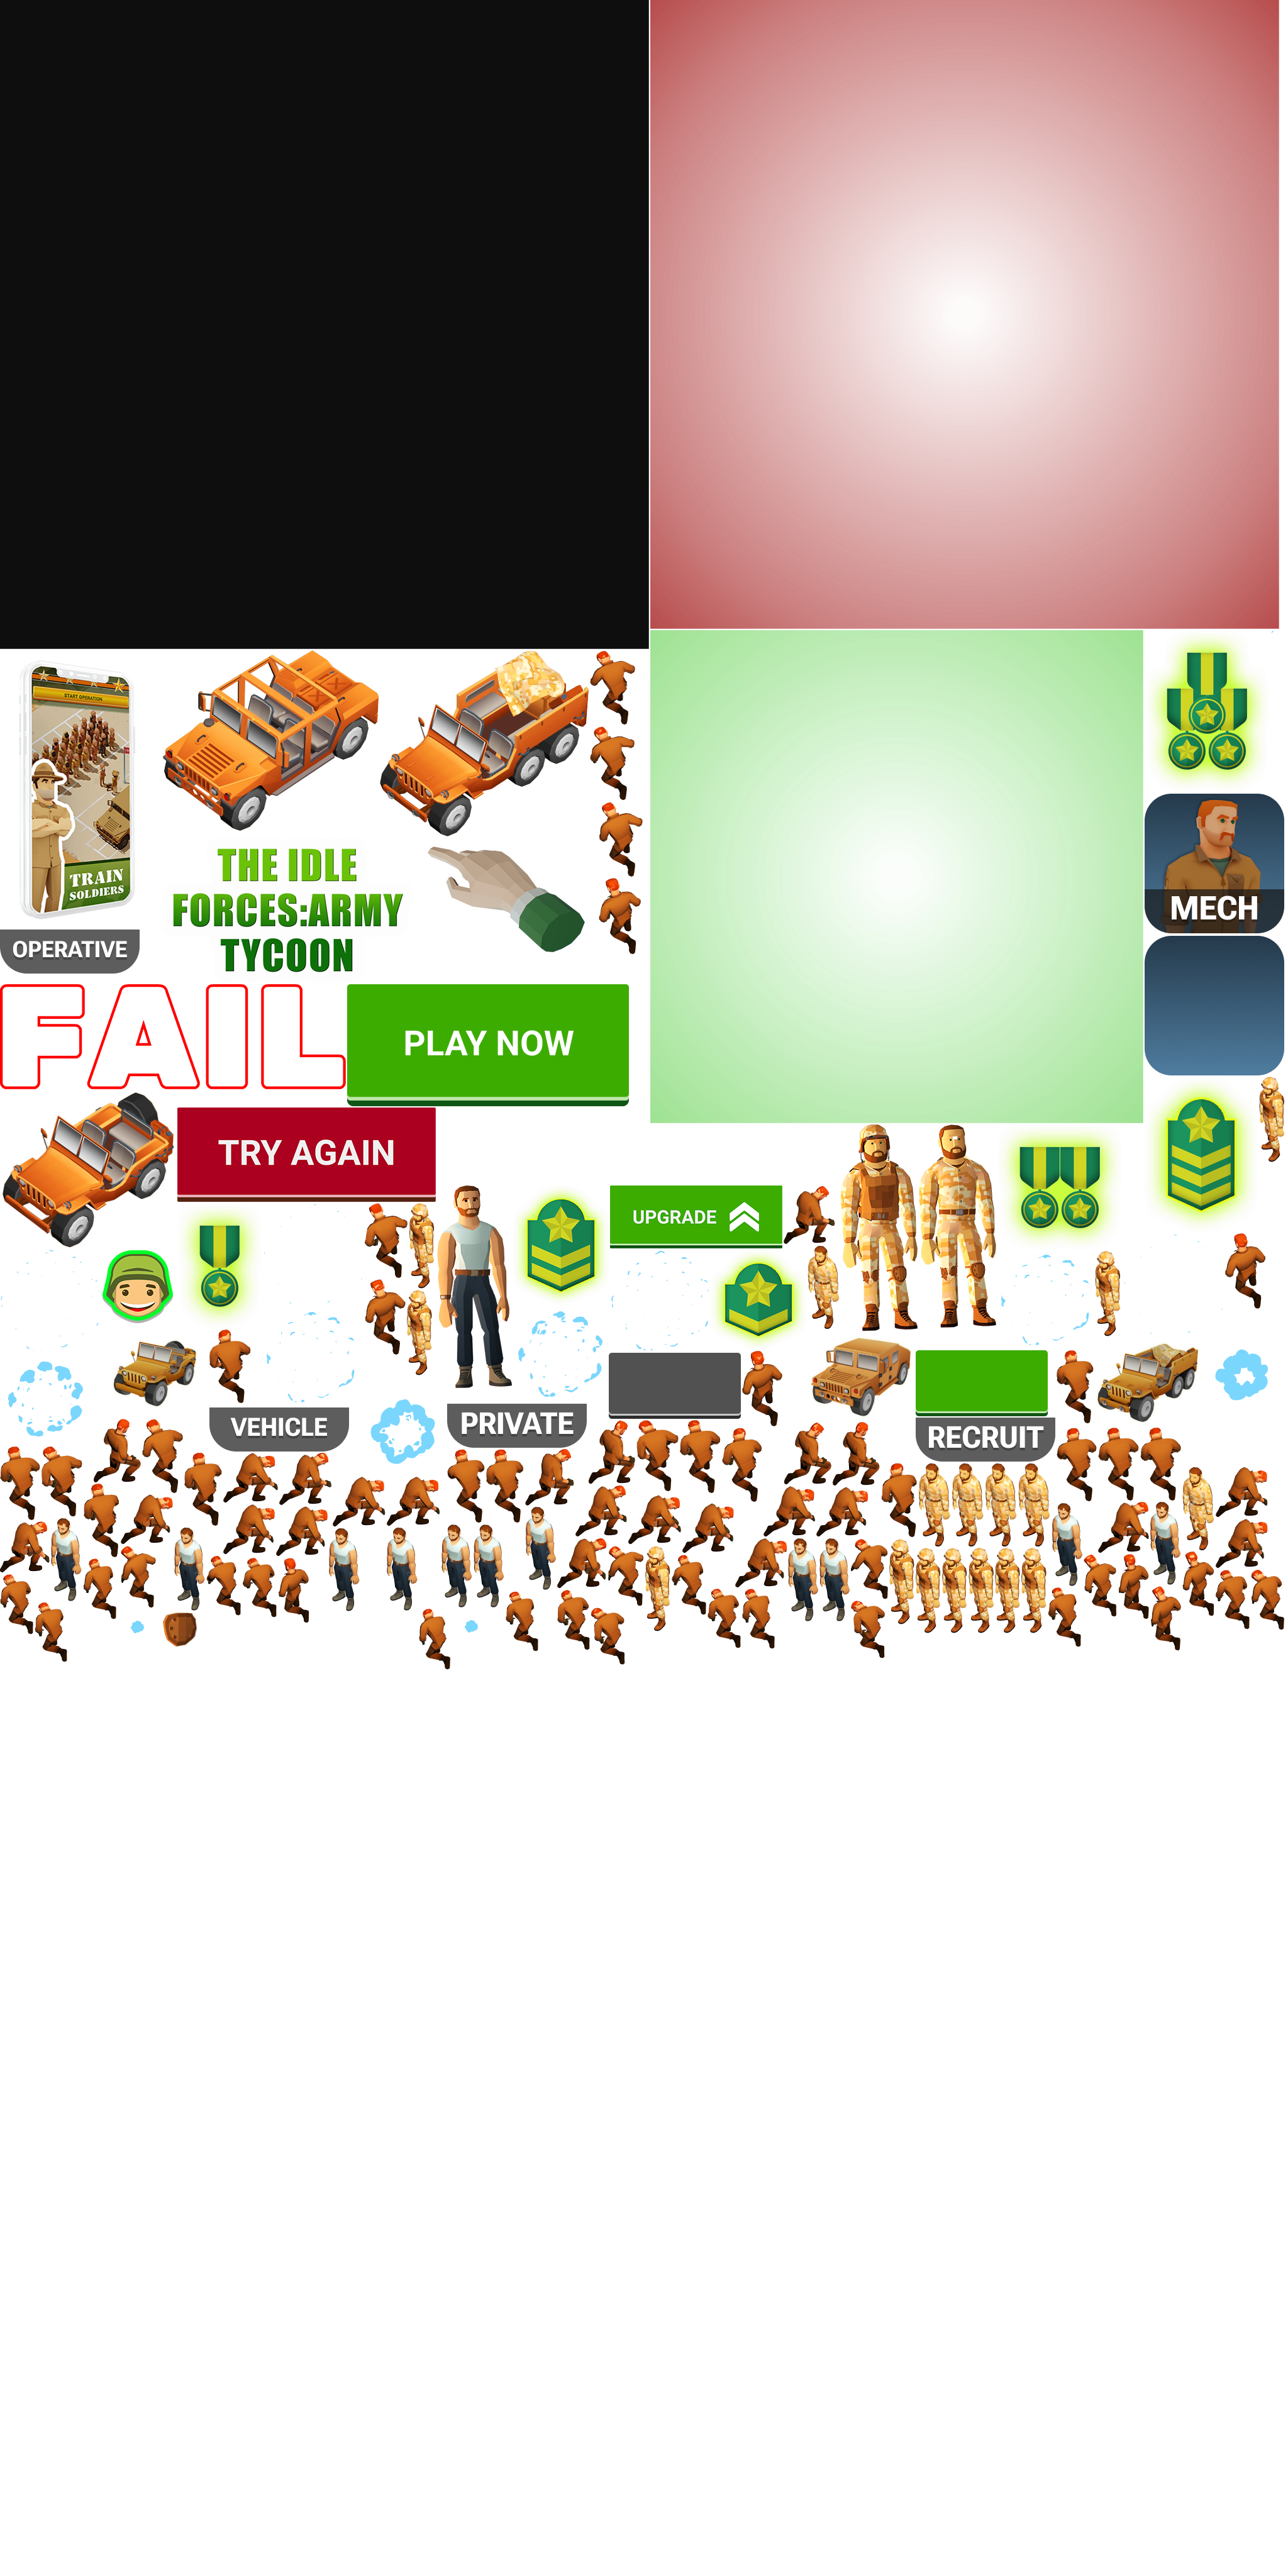 START OPERATION
TRAIN
SOLDIERS
OPERATIVE
THE IDLE
FORCES:ARMY
TYCOON
MECH
FAIL
PLAY NOW
TRY AGAIN
UPGRADE
VEHICLE
PRIVATE
RECRUIT